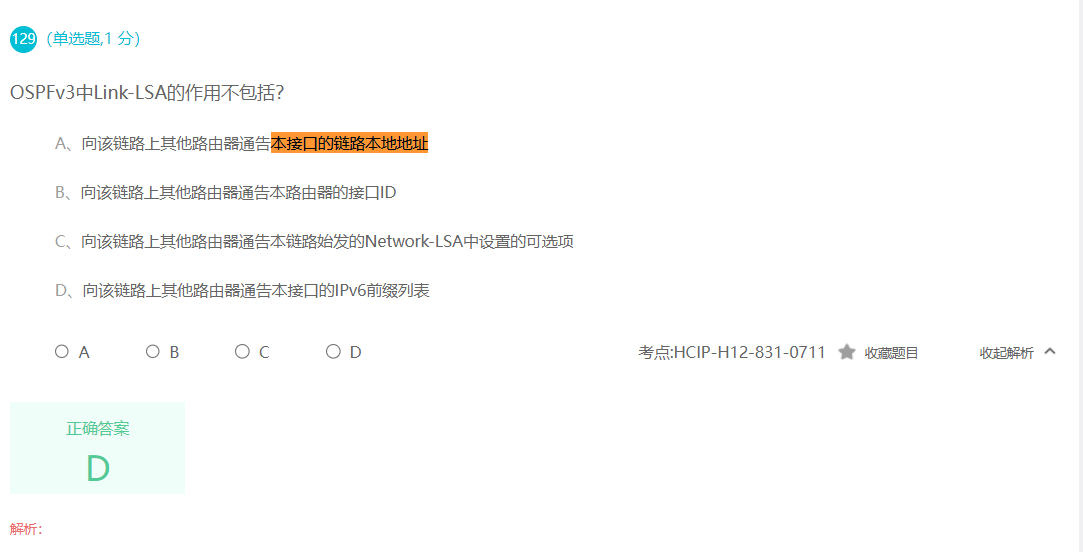 129 (单选题,1 分)
OSPFv3中Link-LSA的作用不包括?
A、向该链路上其他路由器通告本接口的链路本地地址
B、向该链路上其他路由器通告本路由器的接口ID
C、向该链路上其他路由器通告本链路始发的Network-LSA中设置的可选项
D、向该链路上其他路由器通告本接口的IPv6前缀列表
A B C D 考点:HCIP-H12-831-0711 收藏题目 收起解析
正确答案
D
解析: